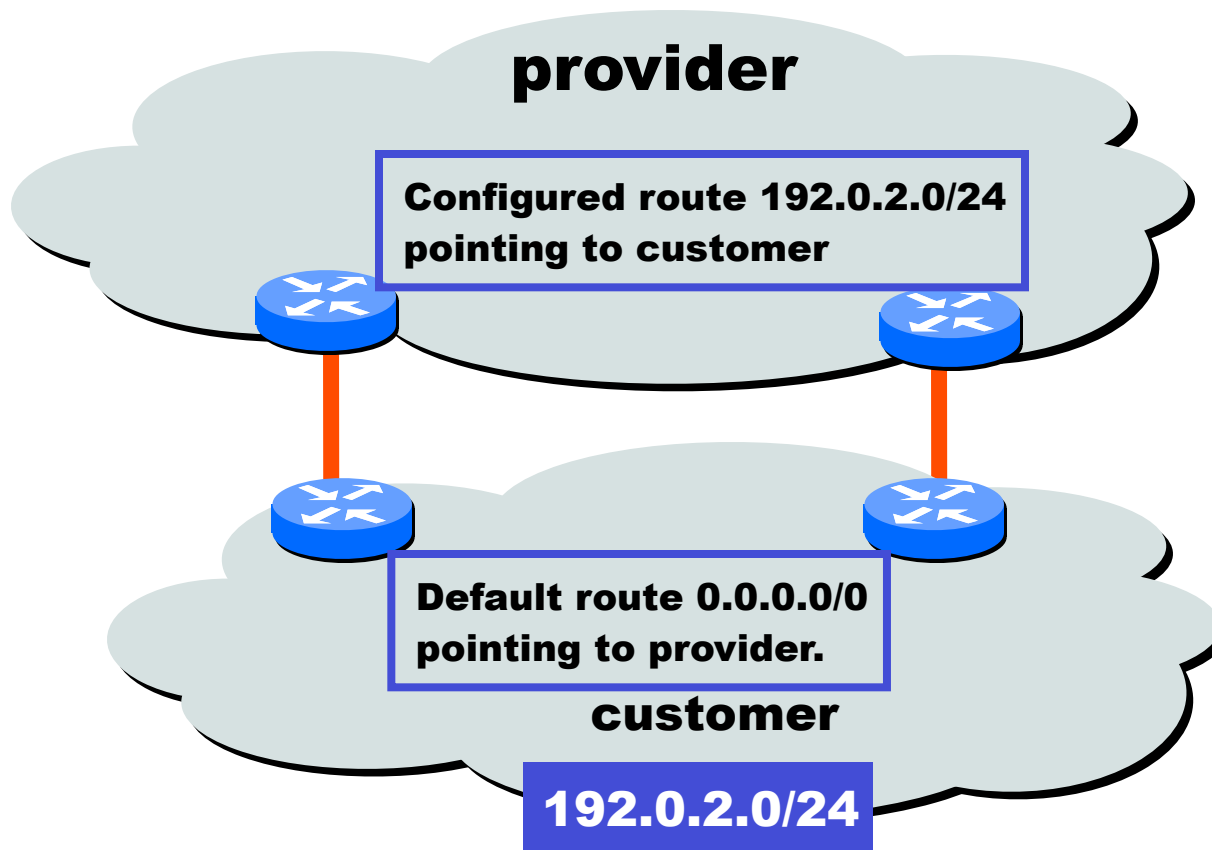 provider
Configured route 192.0.2.0/24
pointing to customer
Default route 0.0.0.0/0
pointing to provider.
customer
192.0.2.0/24